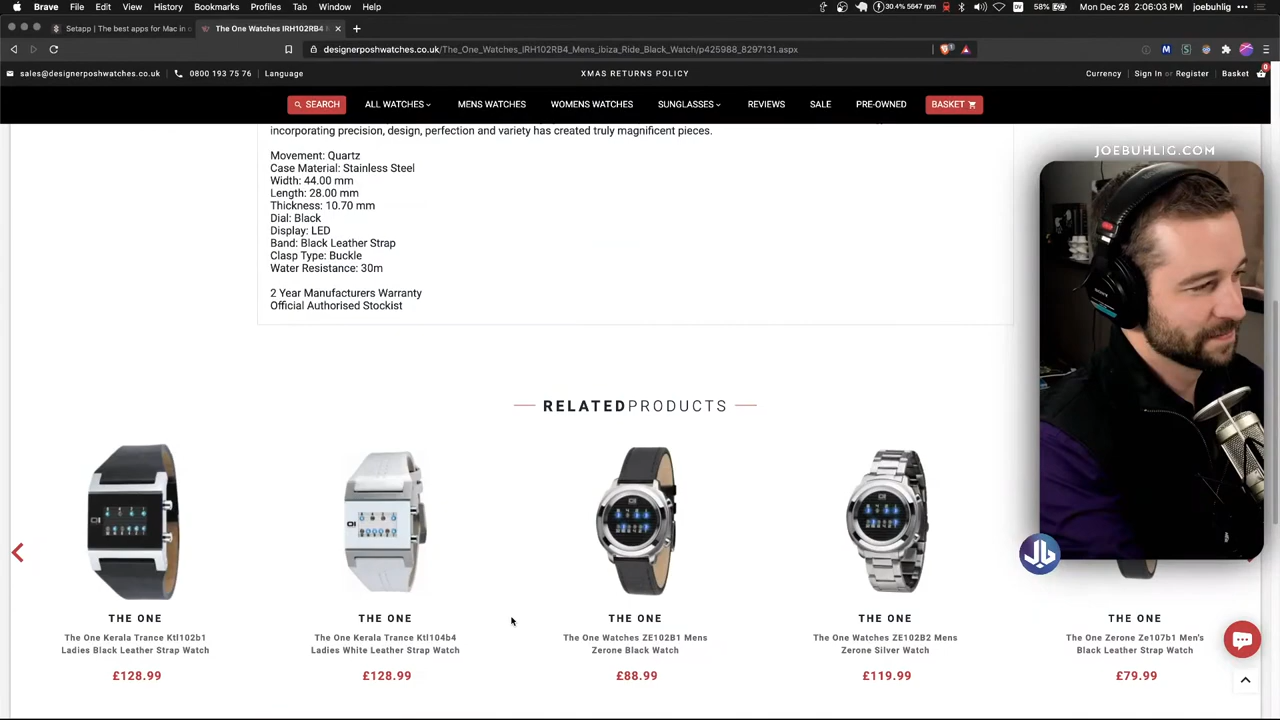 Brave File Edit View History Bookmarks Profiles Tab Window Help
30.4% 5647 rpm
58%
Mon Dec 28 2:06:03 PM joebuhlig
Setapp | The best apps for Mac in o
The One Watches IRH102RB4 M
designerposhwatches.co.uk/The_One_Watches_IRH102RB4_Mens_ibiza_Ride_Black_Watch/p425988_8297131.aspx
sales@designerposhwatches.co.uk 0800 193 75 76 Language
XMAS RETURNS POLICY
Currency Sign In or Register Basket 0
SEARCH ALL WATCHES MENS WATCHES WOMENS WATCHES SUNGLASSES REVIEWS SALE PRE-OWNED BASKET
incorporating precision, design, perfection and variety has created truly magnificent pieces.
JOEBUHLIG.COM
Movement: Quartz
Case Material: Stainless Steel
Width: 44.00 mm
Length: 28.00 mm
Thickness: 10.70 mm
Dial: Black
Display: LED
Band: Black Leather Strap
Clasp Type: Buckle
Water Resistance: 30m
2 Year Manufacturers Warranty
Official Authorised Stockist
RELATEDPRODUCTS
Jb
THE ONE
The One Kerala Trance Ktl102b1
Ladies Black Leather Strap Watch
£128.99
THE ONE
The One Kerala Trance Ktl104b4
Ladies White Leather Strap Watch
£128.99
THE ONE
The One Watches ZE102B1 Mens
Zerone Black Watch
£88.99
THE ONE
The One Watches ZE102B2 Mens
Zerone Silver Watch
£119.99
THE ONE
The One Zerone Ze107b1 Men's
Black Leather Strap Watch
£79.99